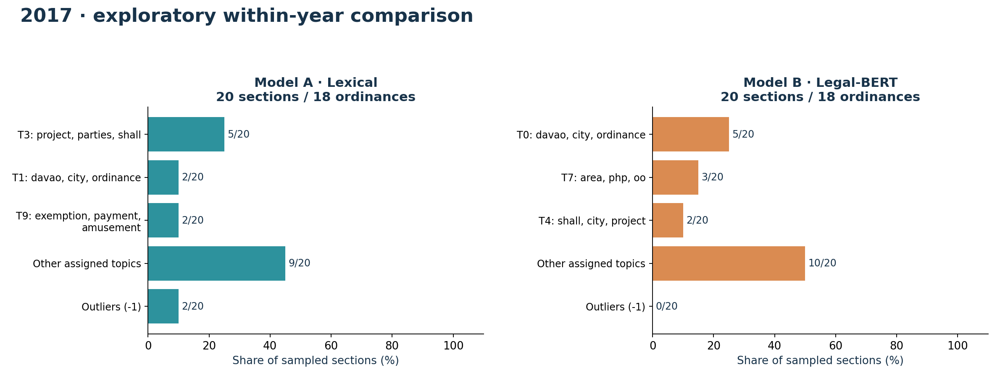 2017 · exploratory within-year comparison
Model A · Lexical
20 sections / 18 ordinances
T3: project, parties, shall
5/20
T1: davao, city, ordinance
2/20
T9: exemption, payment,
amusement
2/20
Other assigned topics
9/20
Outliers (-1)
2/20
0 20 40 60 80 100
Share of sampled sections (%)
Model B · Legal-BERT
20 sections / 18 ordinances
T0: davao, city, ordinance
5/20
T7: area, php, oo
3/20
T4: shall, city, project
2/20
Other assigned topics
10/20
Outliers (-1)
0/20
0 20 40 60 80 100
Share of sampled sections (%)